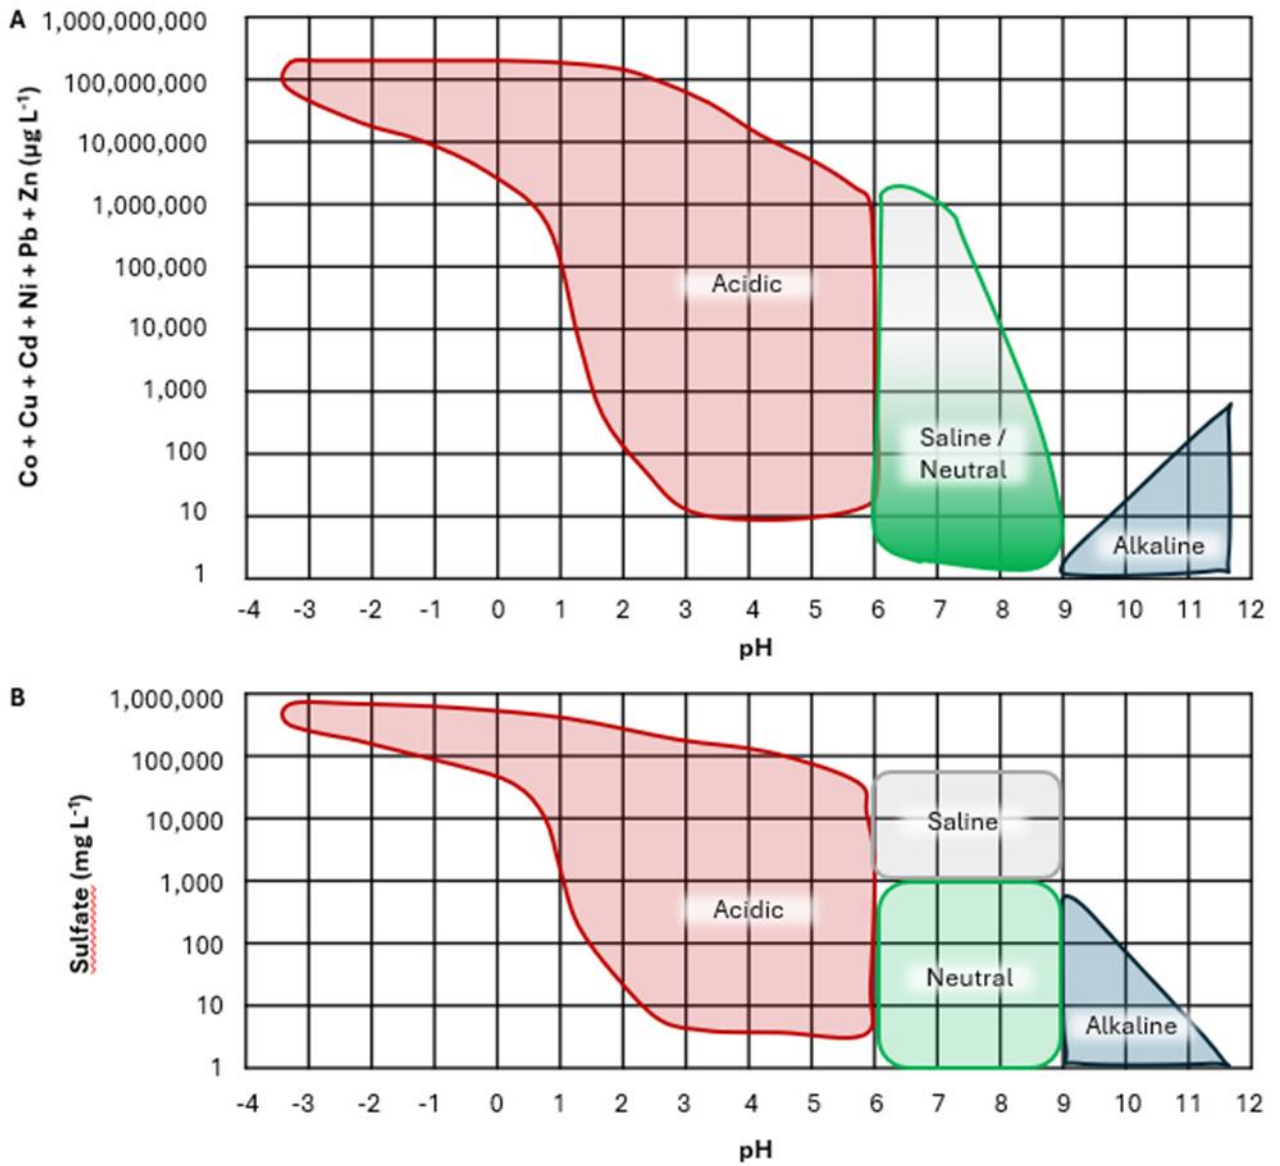 A
1,000,000,000
100,000,000
10,000,000
1,000,000
100,000
10,000
1,000
100
10
1
Co + Cu + Cd + Ni + Pb + Zn (µg L⁻¹)
Acidic
Saline /
Neutral
Alkaline
-4 -3 -2 -1 0 1 2 3 4 5 6 7 8 9 10 11 12
pH
B
1,000,000
100,000
10,000
1,000
100
10
1
Sulfate (mg L⁻¹)
Saline
Acidic
Neutral
Alkaline
-4 -3 -2 -1 0 1 2 3 4 5 6 7 8 9 10 11 12
pH